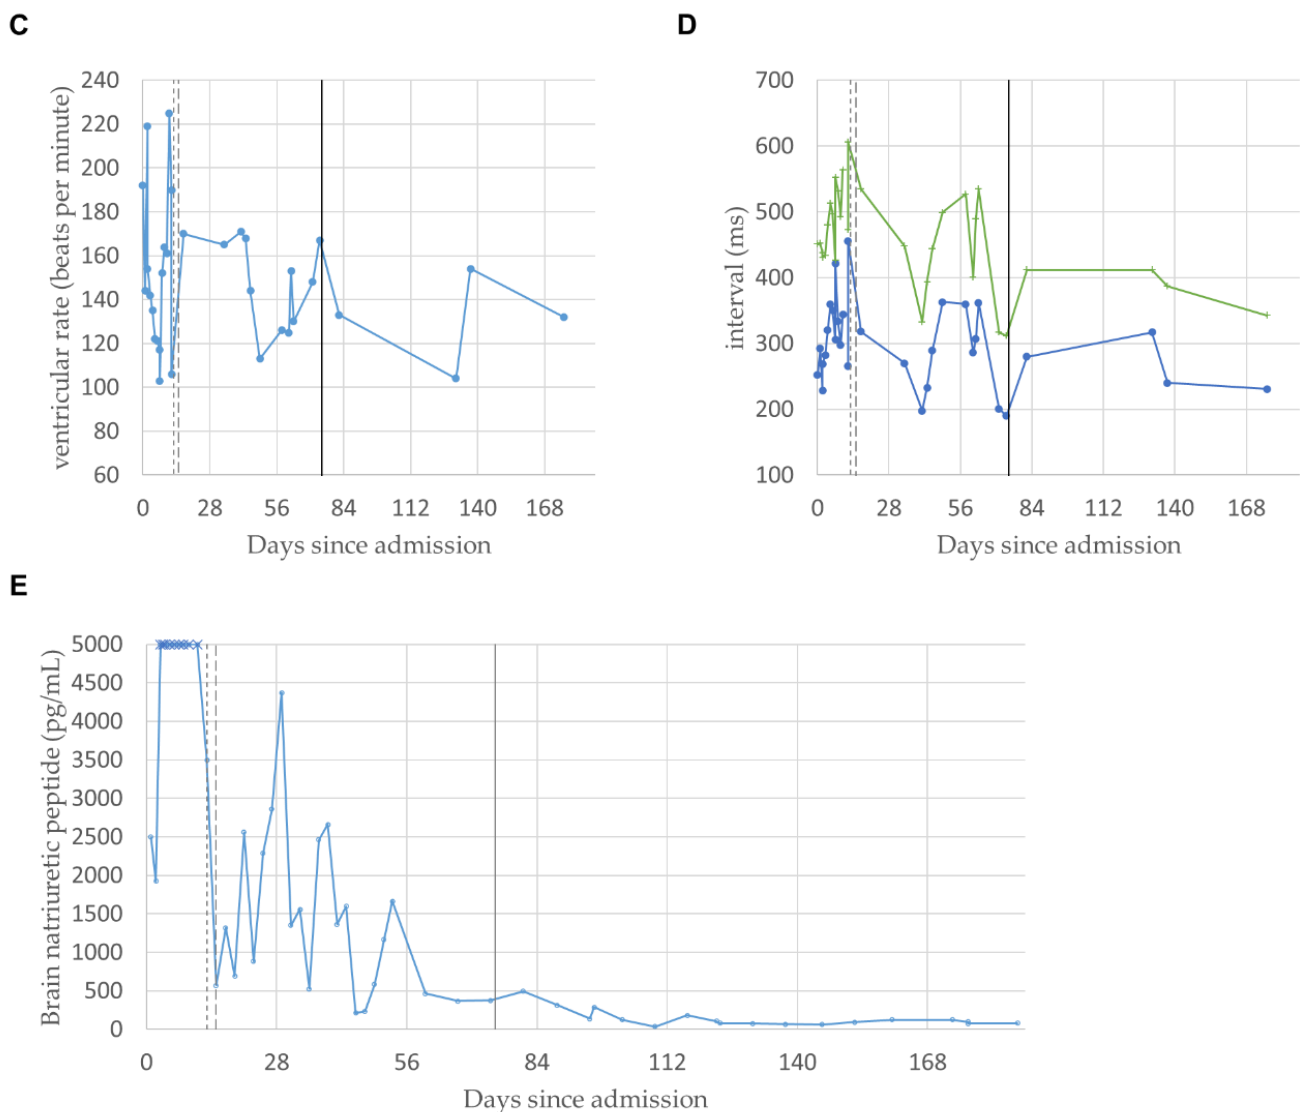 C
D
ventricular rate (beats per minute)
240
220
200
180
160
140
120
100
80
60
0 28 56 84 112 140 168
Days since admission
interval (ms)
700
600
500
400
300
200
100
0 28 56 84 112 140 168
Days since admission
E
Brain natriuretic peptide (pg/mL)
5000
4500
4000
3500
3000
2500
2000
1500
1000
500
0
0 28 56 84 112 140 168
Days since admission